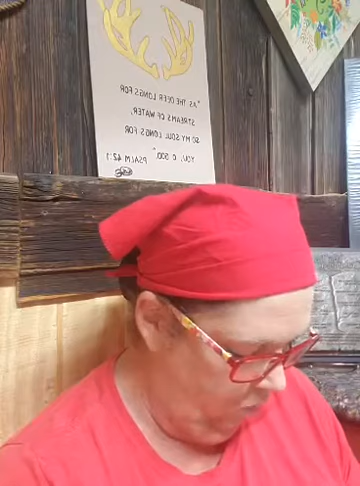 "AS THE DEER LONGS FOR
STREAMS OF WATER,
SO MY SOUL LONGS FOR
YOU, O GOD."
PSALM 42:1